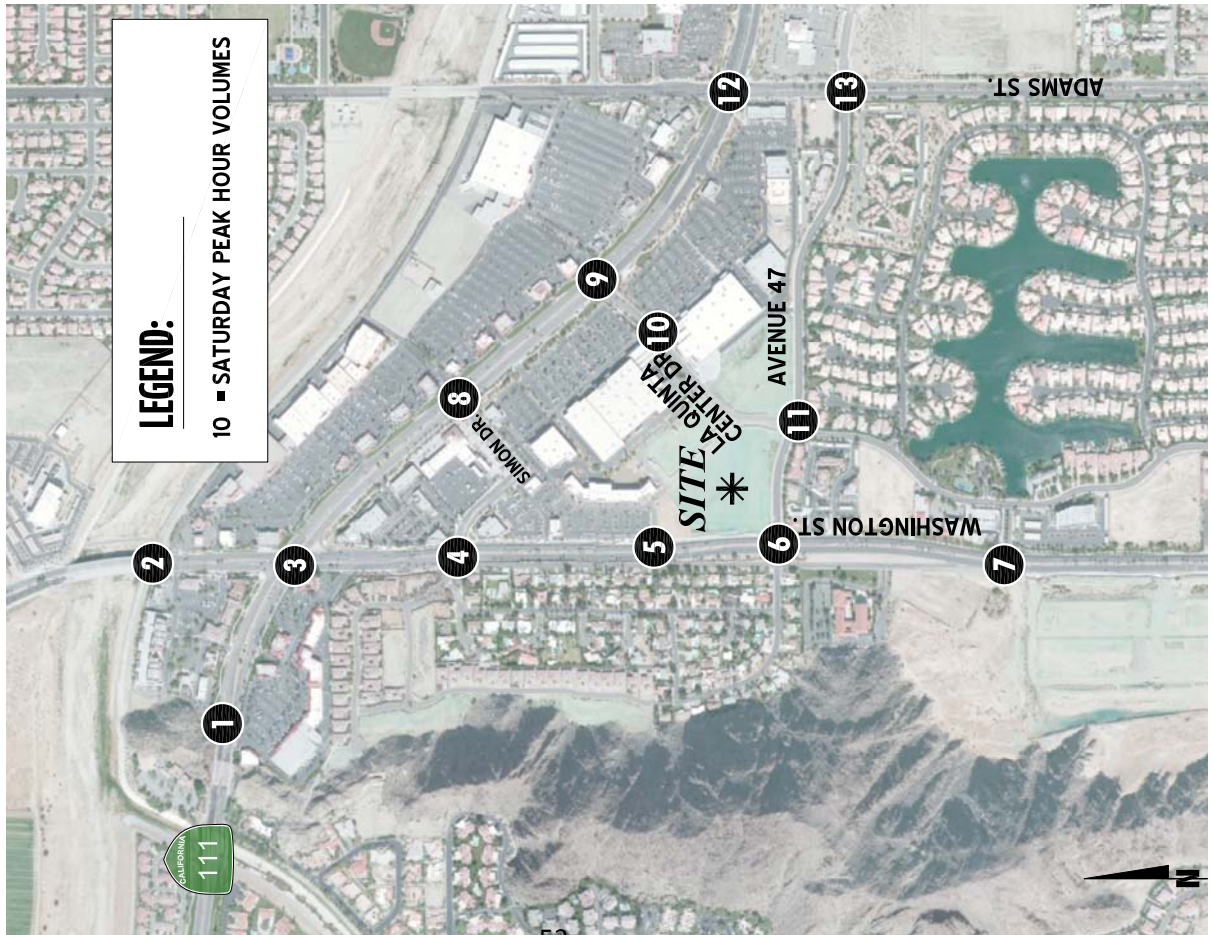 LEGEND:
10 = SATURDAY PEAK HOUR VOLUMES
2
12
13
ADAMS ST.
3
9
8
SIMON DR.
10
LA QUINTA
CENTER DR
AVENUE 47
11
4
5
SITE
6
WASHINGTON ST.
7
1
CALIFORNIA
111
N